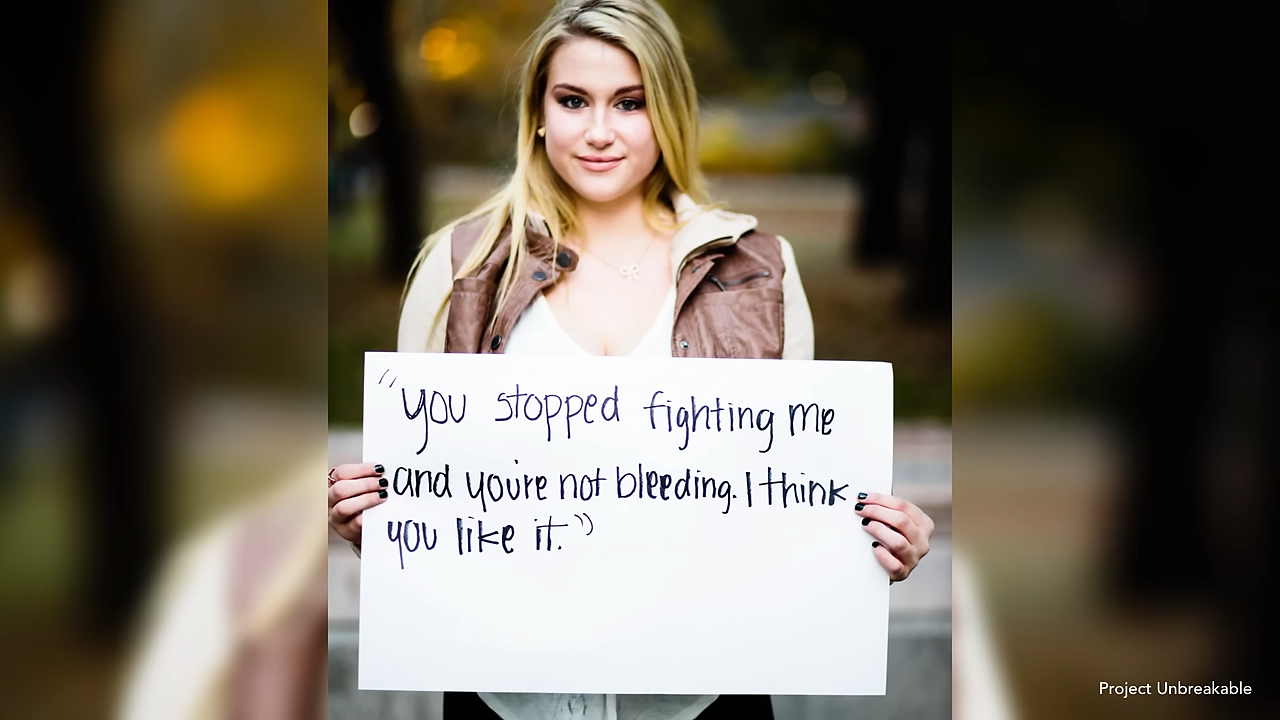 "you stopped fighting me
and you're not bleeding. I think
you like it."
Project Unbreakable